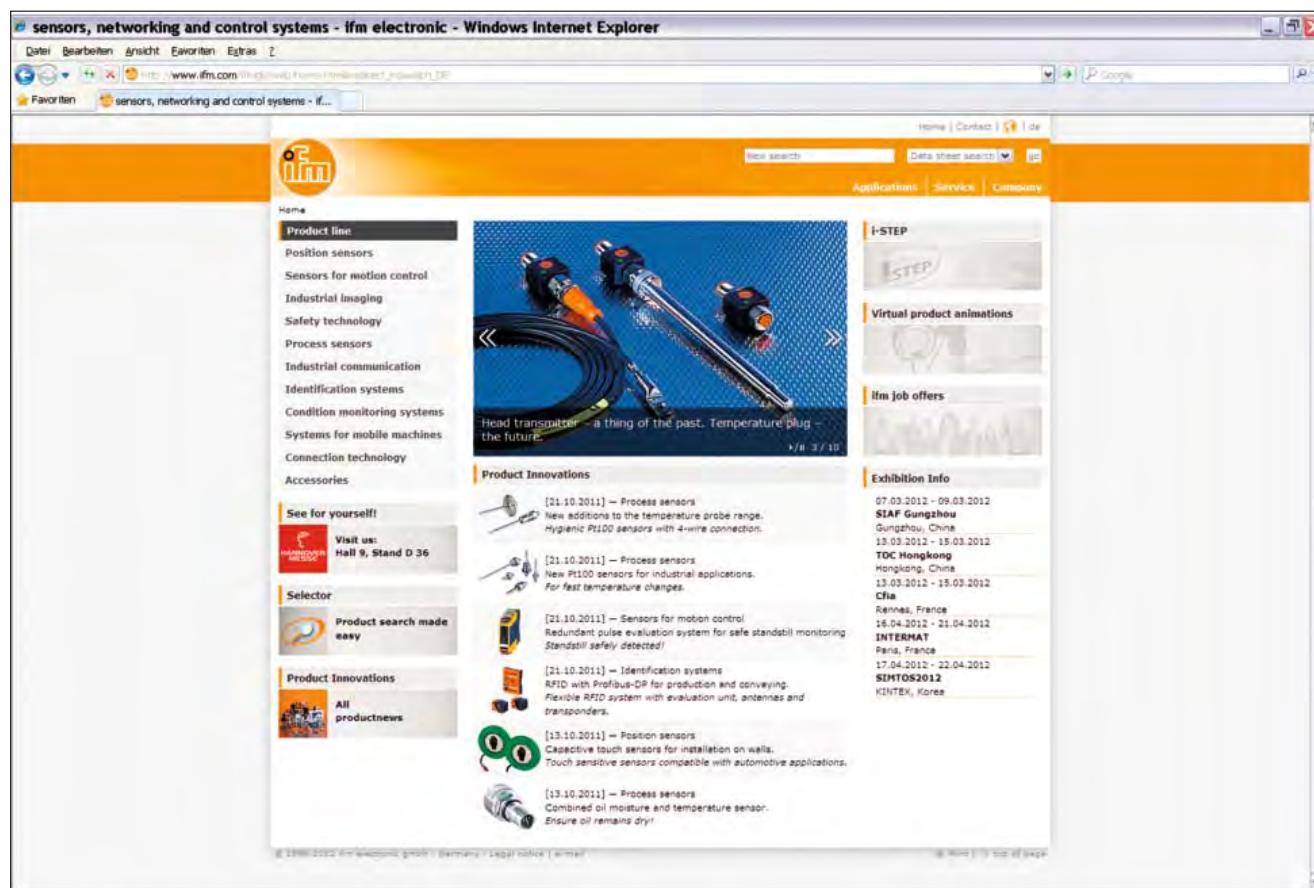 sensors, networking and control systems - ifm electronic - Windows Internet Explorer
Datei Bearbeiten Ansicht Favoriten Extras ?
www.ifm.com
Google
Favoriten
sensors, networking and control systems - if...
Home | Contact | | de
ifm
New search
Data sheet search
go
Applications Service Company
Home
Product line
Position sensors
Sensors for motion control
Industrial imaging
Safety technology
Process sensors
Industrial communication
Identification systems
Condition monitoring systems
Systems for mobile machines
Connection technology
Accessories
See for yourself!
HANNOVER MESSE
Visit us:
Hall 9, Stand D 36
Selector
Product search made
easy
Product Innovations
All
productnews
Head transmitter – a thing of the past. Temperature plug –
the future.
3 / 10
Product Innovations
[21.10.2011] — Process sensors
New additions to the temperature probe range.
Hygienic Pt100 sensors with 4-wire connection.
[21.10.2011] — Process sensors
New Pt100 sensors for industrial applications.
For fast temperature changes.
[21.10.2011] — Sensors for motion control
Redundant pulse evaluation system for safe standstill monitoring
Standstill safely detected!
[21.10.2011] — Identification systems
RFID with Profibus-DP for production and conveying.
Flexible RFID system with evaluation unit, antennas and
transponders.
[13.10.2011] — Position sensors
Capacitive touch sensors for installation on walls.
Touch sensitive sensors compatible with automotive applications.
[13.10.2011] — Process sensors
Combined oil moisture and temperature sensor.
Ensure oil remains dry!
i-STEP
i-STEP
Virtual product animations
ifm job offers
Exhibition Info
07.03.2012 - 09.03.2012
SIAF Gungzhou
Gungzhou, China
13.03.2012 - 15.03.2012
TOC Hongkong
Hongkong, China
13.03.2012 - 15.03.2012
Cfia
Rennes, France
16.04.2012 - 21.04.2012
INTERMAT
Paris, France
17.04.2012 - 22.04.2012
SIMTOS2012
KINTEX, Korea
ifm electronic gmbh - Germany - Legal notice | e-mail
Print | top of page